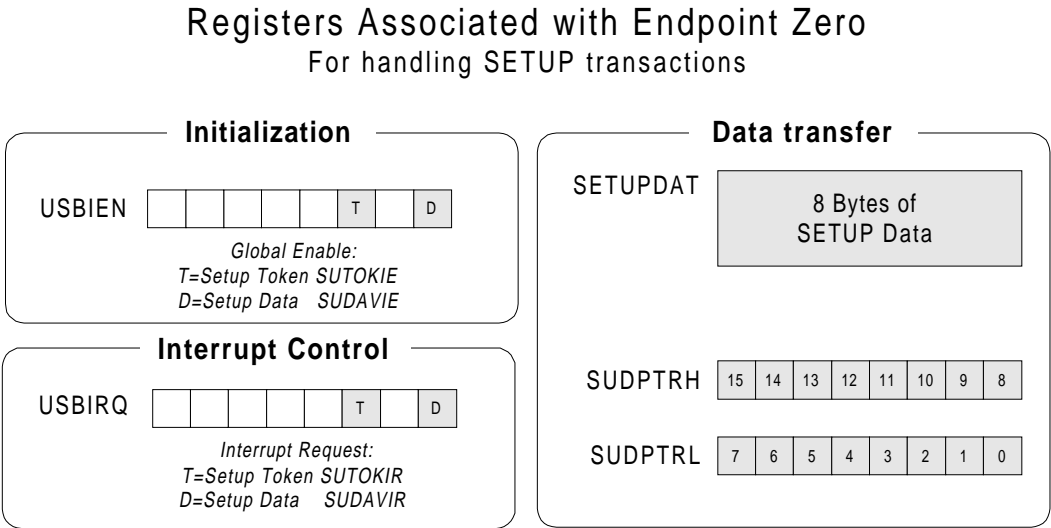 Registers Associated with Endpoint Zero
For handling SETUP transactions
Initialization
USBIEN T D
Global Enable:
T=Setup Token SUTOKIE
D=Setup Data SUDAVIE
Interrupt Control
USBIRQ T D
Interrupt Request:
T=Setup Token SUTOKIR
D=Setup Data SUDAVIR
Data transfer
SETUPDAT
8 Bytes of
SETUP Data
SUDPTRH 15 14 13 12 11 10 9 8
SUDPTRL 7 6 5 4 3 2 1 0